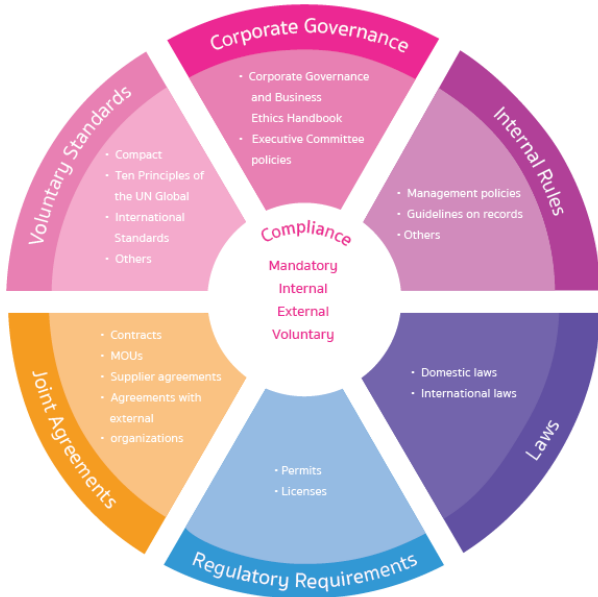 Corporate Governance
• Corporate Governance
and Business
Ethics Handbook
• Executive Committee
policies
Internal Rules
• Management policies
• Guidelines on records
• Others
Laws
• Domestic laws
• International laws
Regulatory Requirements
• Permits
• Licenses
Joint Agreements
• Contracts
• MOUs
• Supplier agreements
• Agreements with
external
• organizations
Voluntary Standards
• Compact
• Ten Principles of
the UN Global
• International
Standards
• Others
Compliance
Mandatory
Internal
External
Voluntary